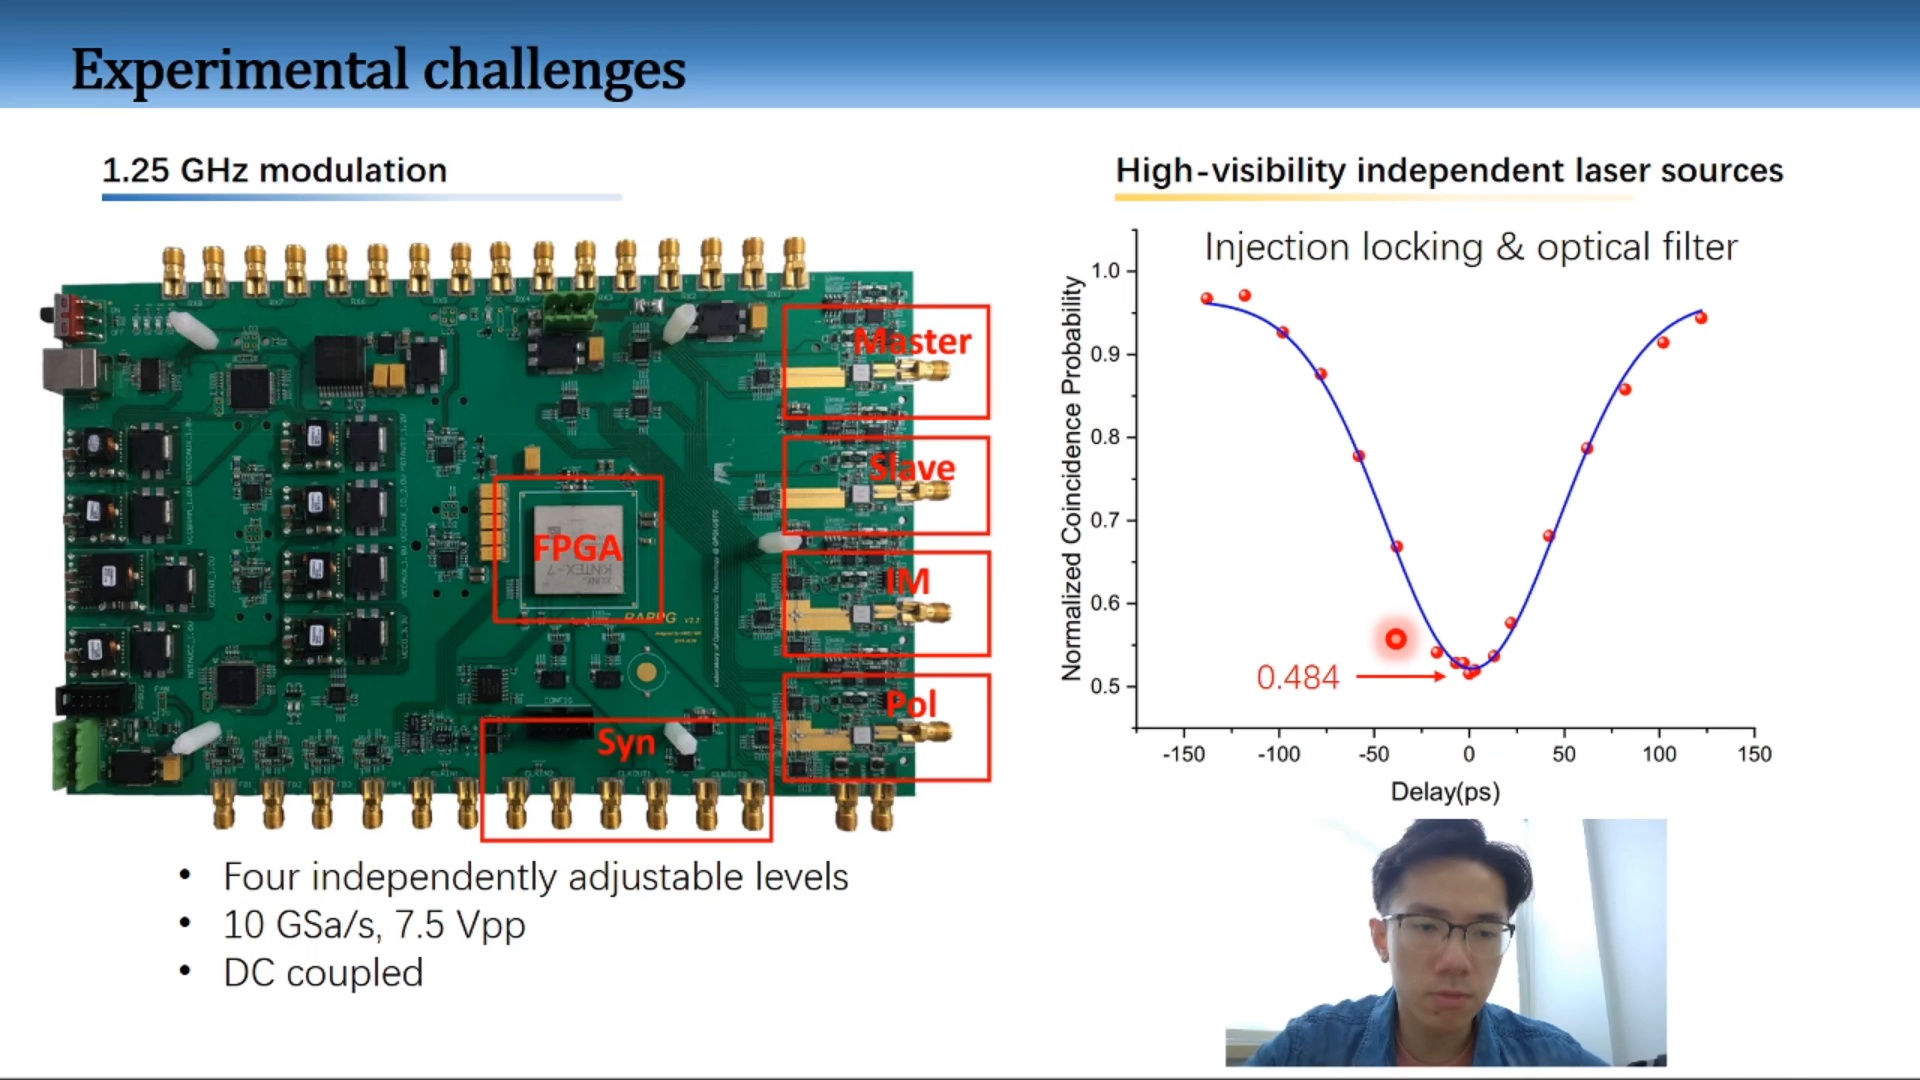 Experimental challenges
1.25 GHz modulation
Master
Slave
FPGA
XILINX
KINTEX-7
IM
Pol
Syn
• Four independently adjustable levels
• 10 GSa/s, 7.5 Vpp
• DC coupled
High-visibility independent laser sources
Injection locking & optical filter
Normalized Coincidence Probability
1.0
0.9
0.8
0.7
0.6
0.5
0.484
-150 -100 -50 0 50 100 150
Delay(ps)